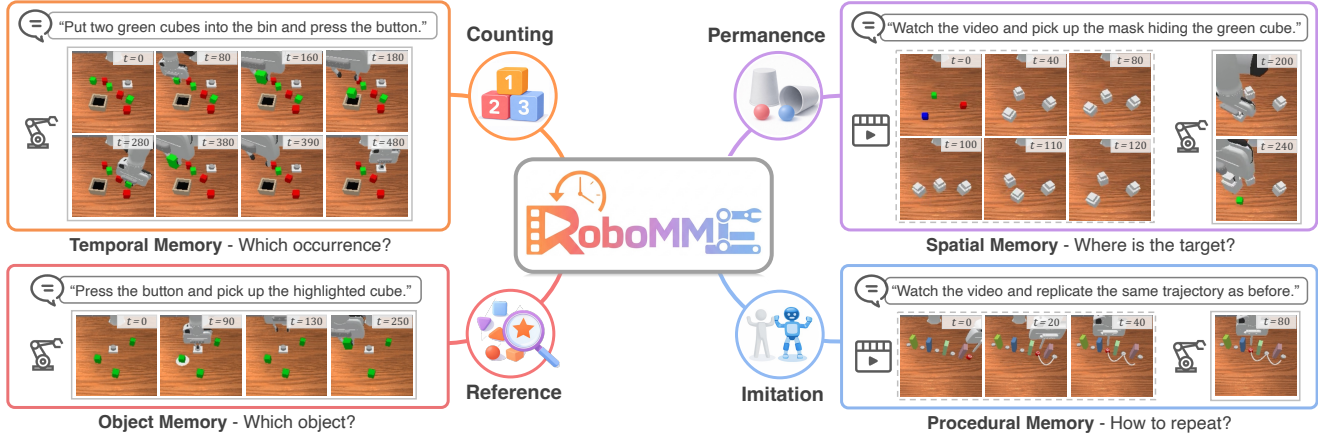 "Put two green cubes into the bin and press the button."
t=0
t=80
t=160
t=180
t=280
t=380
t=390
t=480
Temporal Memory - Which occurrence?
Counting
1
2 3
Permanence
"Watch the video and pick up the mask hiding the green cube."
t=0
t=40
t=80
t=200
t=100
t=110
t=120
t=240
Spatial Memory - Where is the target?
RoboMME
"Press the button and pick up the highlighted cube."
t=0
t=90
t=130
t=250
Object Memory - Which object?
Reference
Imitation
"Watch the video and replicate the same trajectory as before."
t=0
t=20
t=40
t=80
Procedural Memory - How to repeat?